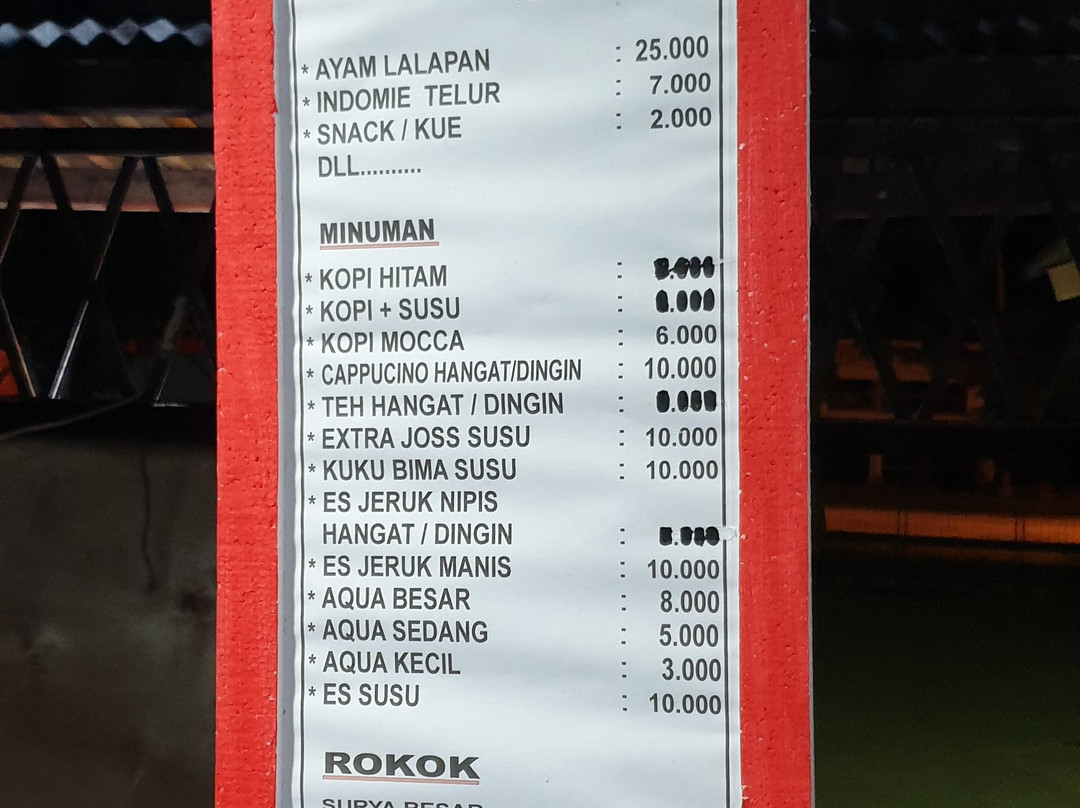 * AYAM LALAPAN : 25.000
* INDOMIE TELUR : 7.000
* SNACK / KUE : 2.000
DLL..........
MINUMAN
* KOPI HITAM :
* KOPI + SUSU :
* KOPI MOCCA : 6.000
* CAPPUCINO HANGAT/DINGIN : 10.000
* TEH HANGAT / DINGIN :
* EXTRA JOSS SUSU : 10.000
* KUKU BIMA SUSU : 10.000
* ES JERUK NIPIS
HANGAT / DINGIN :
* ES JERUK MANIS : 10.000
* AQUA BESAR : 8.000
* AQUA SEDANG : 5.000
* AQUA KECIL : 3.000
* ES SUSU : 10.000
ROKOK
SURYA BESAR